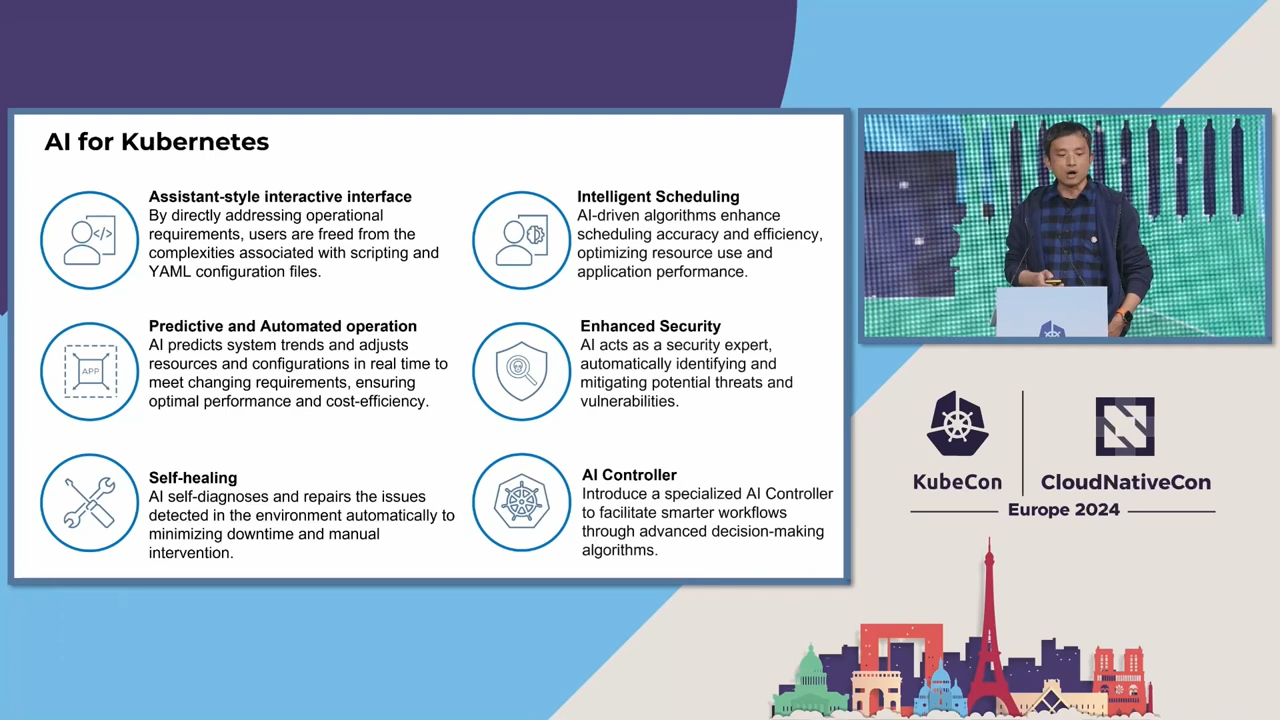 AI for Kubernetes
Assistant-style interactive interface
By directly addressing operational
requirements, users are freed from the
complexities associated with scripting and
YAML configuration files.
Intelligent Scheduling
AI-driven algorithms enhance
scheduling accuracy and efficiency,
optimizing resource use and
application performance.
APP
Predictive and Automated operation
AI predicts system trends and adjusts
resources and configurations in real time to
meet changing requirements, ensuring
optimal performance and cost-efficiency.
Enhanced Security
AI acts as a security expert,
automatically identifying and
mitigating potential threats and
vulnerabilities.
Self-healing
AI self-diagnoses and repairs the issues
detected in the environment automatically to
minimizing downtime and manual
intervention.
AI Controller
Introduce a specialized AI Controller
to facilitate smarter workflows
through advanced decision-making
algorithms.
KubeCon
CloudNativeCon
Europe 2024